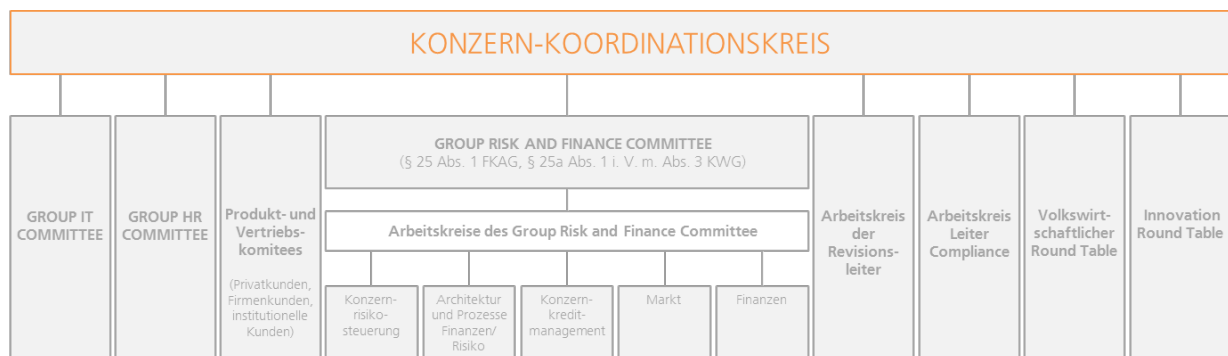 KONZERN-KOORDINATIONSKREIS
GROUP IT
COMMITTEE
GROUP HR
COMMITTEE
Produkt- und
Vertriebs-
komitees
(Privatkunden,
Firmenkunden,
institutionelle
Kunden)
GROUP RISK AND FINANCE COMMITTEE
(§ 25 Abs. 1 FKAG, § 25a Abs. 1 i. V. m. Abs. 3 KWG)
Arbeitskreise des Group Risk and Finance Committee
Konzern-
risiko-
steuerung
Architektur
und Prozesse
Finanzen/
Risiko
Konzern-
kredit-
management
Markt
Finanzen
Arbeitskreis
der
Revisions-
leiter
Arbeitskreis
Leiter
Compliance
Volkswirt-
schaftlicher
Round Table
Innovation
Round Table